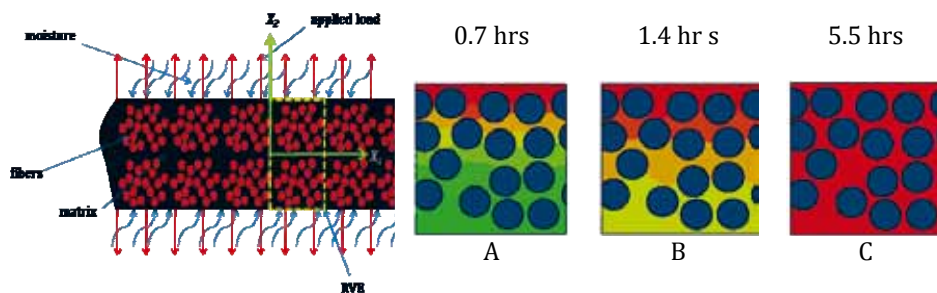 X₂
applied load
moisture
X₁
fibers
matrix
RVE
0.7 hrs
1.4 hr s
5.5 hrs
A
B
C